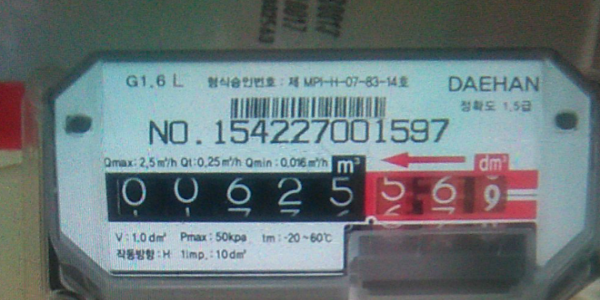 G1.6 L 형식승인번호 : 제 MPI-H-07-83-14호 DAEHAN
정확도 1.5급
NO. 154227001597
Qmax: 2,5㎥/h Qt:0,25㎥/h Qmin : 0,016㎥/h m³ dm³
0 0 6 2 5 5 6 9
V : 1.0 dm³ Pmax : 50kpa tm : -20 ~60℃
작동방향 : H 1imp. : 10dm³